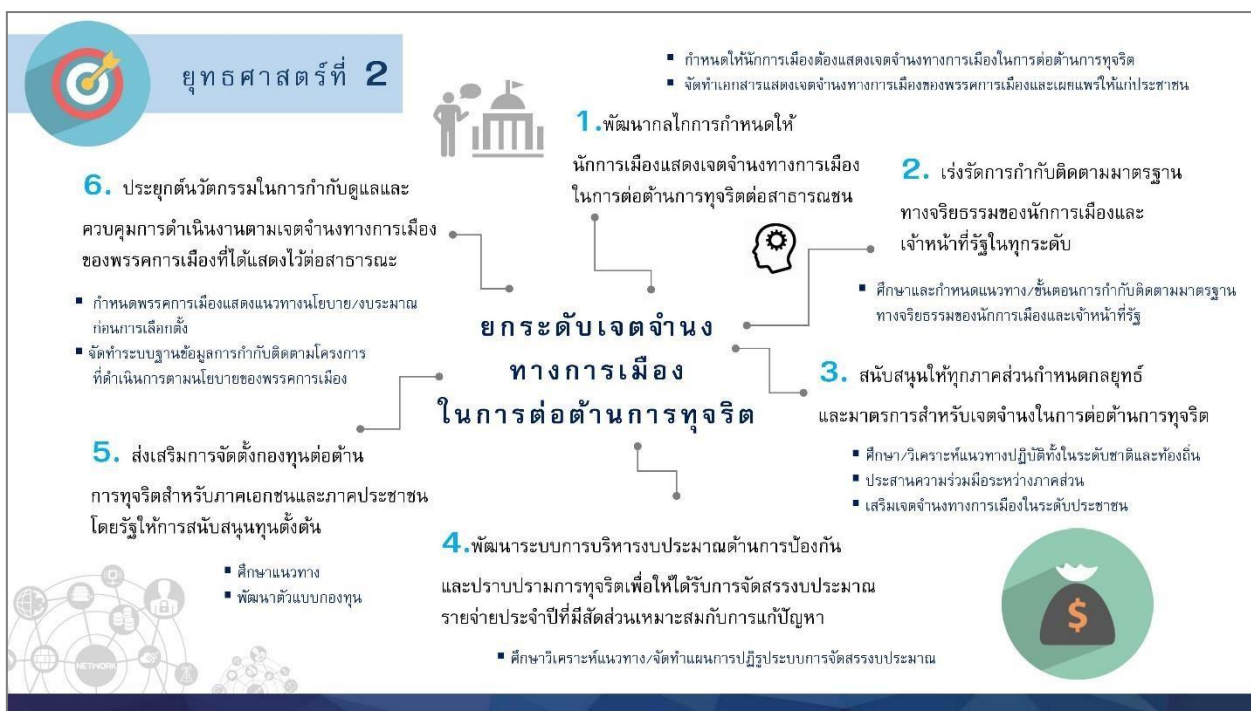 ยุทธศาสตร์ที่ 2
▪ กำหนดให้นักการเมืองต้องแสดงเจตจำนงทางการเมืองในการต่อต้านการทุจริต
▪ จัดทำเอกสารแสดงเจตจำนงทางการเมืองของพรรคการเมืองและเผยแพร่ให้แก่ประชาชน
1.พัฒนากลไกการกำหนดให้
นักการเมืองแสดงเจตจำนงทางการเมือง
ในการต่อต้านการทุจริตต่อสาธารณชน
2. เร่งรัดการกำกับติดตามมาตรฐาน
ทางจริยธรรมของนักการเมืองและ
เจ้าหน้าที่รัฐในทุกระดับ
▪ ศึกษาและกำหนดแนวทาง/ขั้นตอนการกำกับติดตามมาตรฐาน
ทางจริยธรรมของนักการเมืองและเจ้าหน้าที่รัฐ
ยกระดับเจตจำนง
ทางการเมือง
ในการต่อต้านการทุจริต
3. สนับสนุนให้ทุกภาคส่วนกำหนดกลยุทธ์
และมาตรการสำหรับเจตจำนงในการต่อต้านการทุจริต
▪ ศึกษา/วิเคราะห์แนวทางปฏิบัติทั้งในระดับชาติและท้องถิ่น
▪ ประสานความร่วมมือระหว่างภาคส่วน
▪ เสริมเจตจำนงทางการเมืองในระดับประชาชน
4.พัฒนาระบบการบริหารงบประมาณด้านการป้องกัน
และปราบปรามการทุจริตเพื่อให้ได้รับการจัดสรรงบประมาณ
รายจ่ายประจำปีที่มีสัดส่วนเหมาะสมกับการแก้ปัญหา
▪ ศึกษาวิเคราะห์แนวทาง/จัดทำแผนการปฏิรูประบบการจัดสรรงบประมาณ
5. ส่งเสริมการจัดตั้งกองทุนต่อต้าน
การทุจริตสำหรับภาคเอกชนและภาคประชาชน
โดยรัฐให้การสนับสนุนทุนตั้งต้น
▪ ศึกษาแนวทาง
▪ พัฒนาตัวแบบกองทุน
6. ประยุกต์นวัตกรรมในการกำกับดูแลและ
ควบคุมการดำเนินงานตามเจตจำนงทางการเมือง
ของพรรคการเมืองที่ได้แสดงไว้ต่อสาธารณะ
▪ กำหนดพรรคการเมืองแสดงแนวทางนโยบาย/งบประมาณ
ก่อนการเลือกตั้ง
▪ จัดทำระบบฐานข้อมูลการกำกับติดตามโครงการ
ที่ดำเนินการตามนโยบายของพรรคการเมือง
NETWORK
$